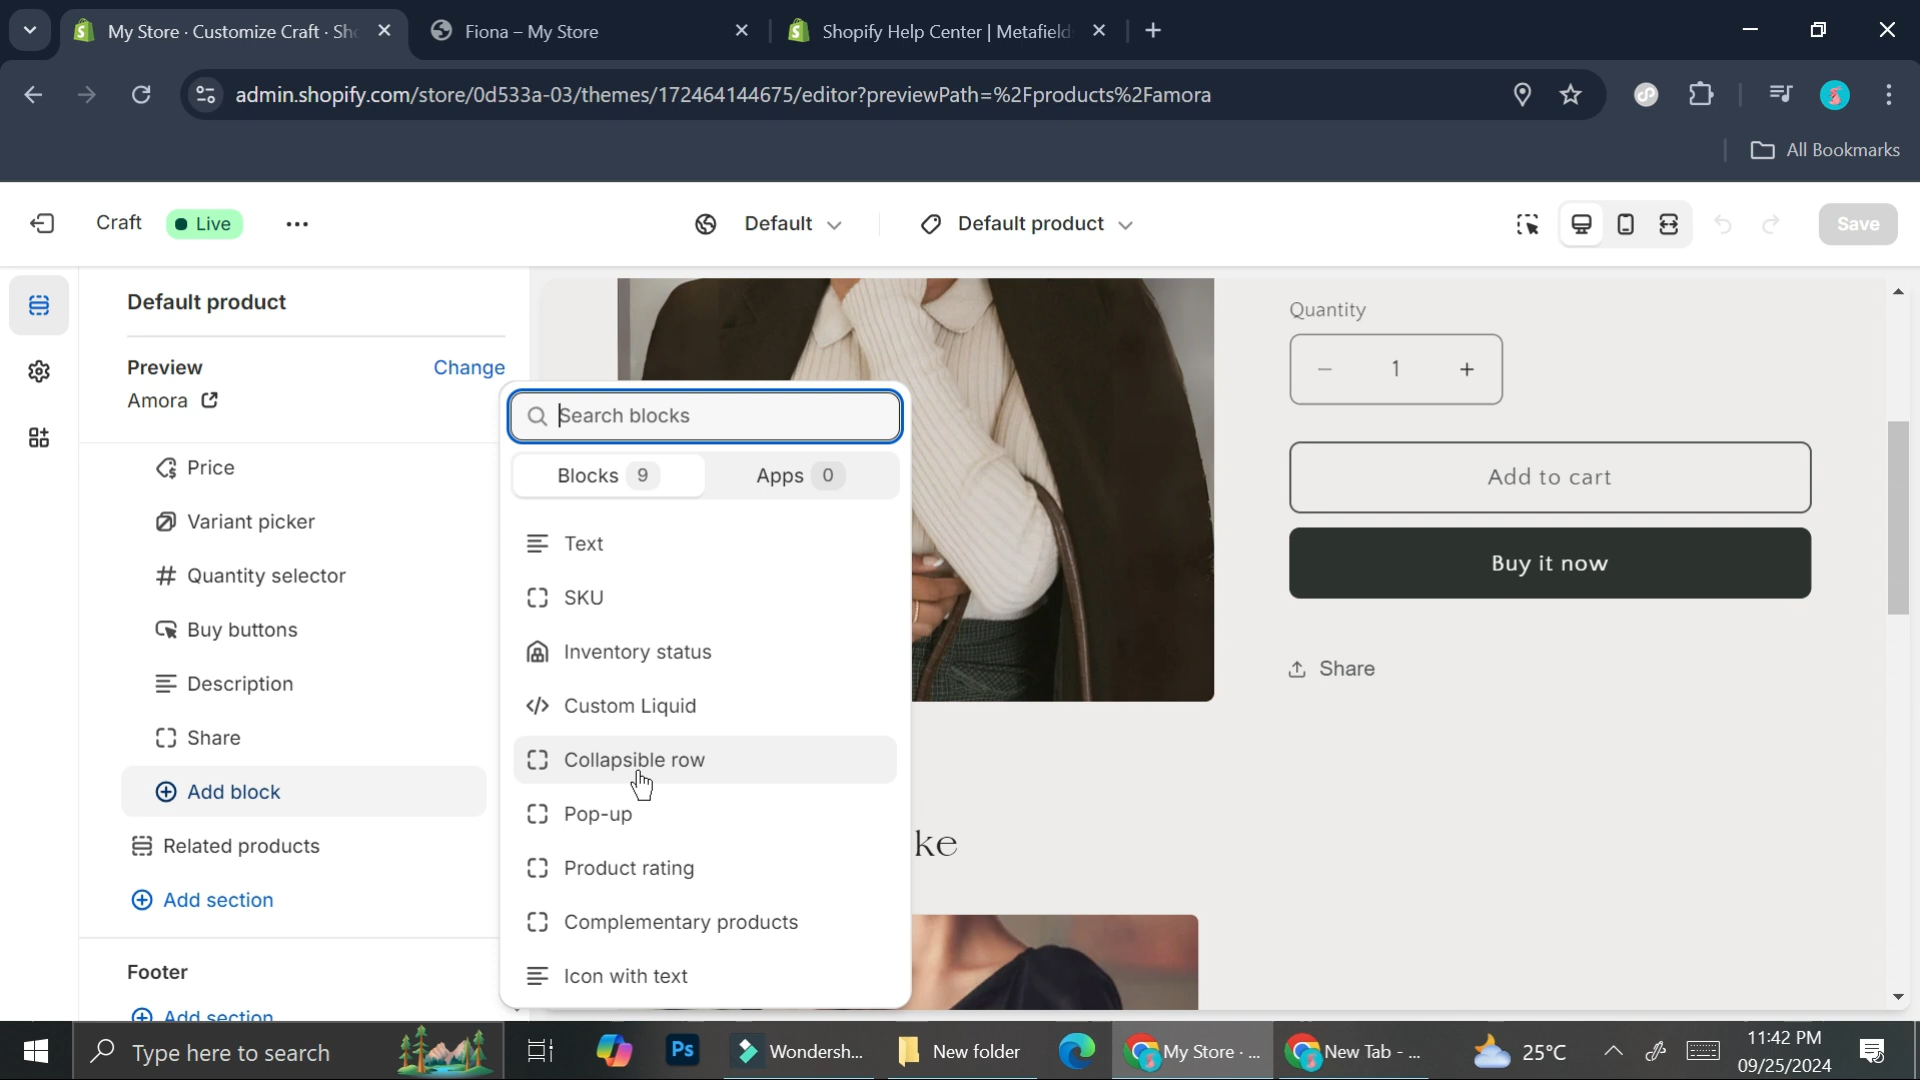 My Store · Customize Craft · Sh
Fiona – My Store
Shopify Help Center | Metafield
admin.shopify.com/store/0d533a-03/themes/172464144675/editor?previewPath=%2Fproducts%2Famora
All Bookmarks
Craft
Live
Default
Default product
Save
Default product
Preview
Change
Amora
Price
Variant picker
Quantity selector
Buy buttons
Description
Share
Add block
Related products
Add section
Footer
Add section
Search blocks
Blocks 9
Apps 0
Text
SKU
Inventory status
Custom Liquid
Collapsible row
Pop-up
Product rating
Complementary products
Icon with text
Quantity
1
Add to cart
Buy it now
Share
ke
Type here to search
Ps
Wondersh...
New folder
My Store · ...
New Tab - ...
25°C
11:42 PM
09/25/2024